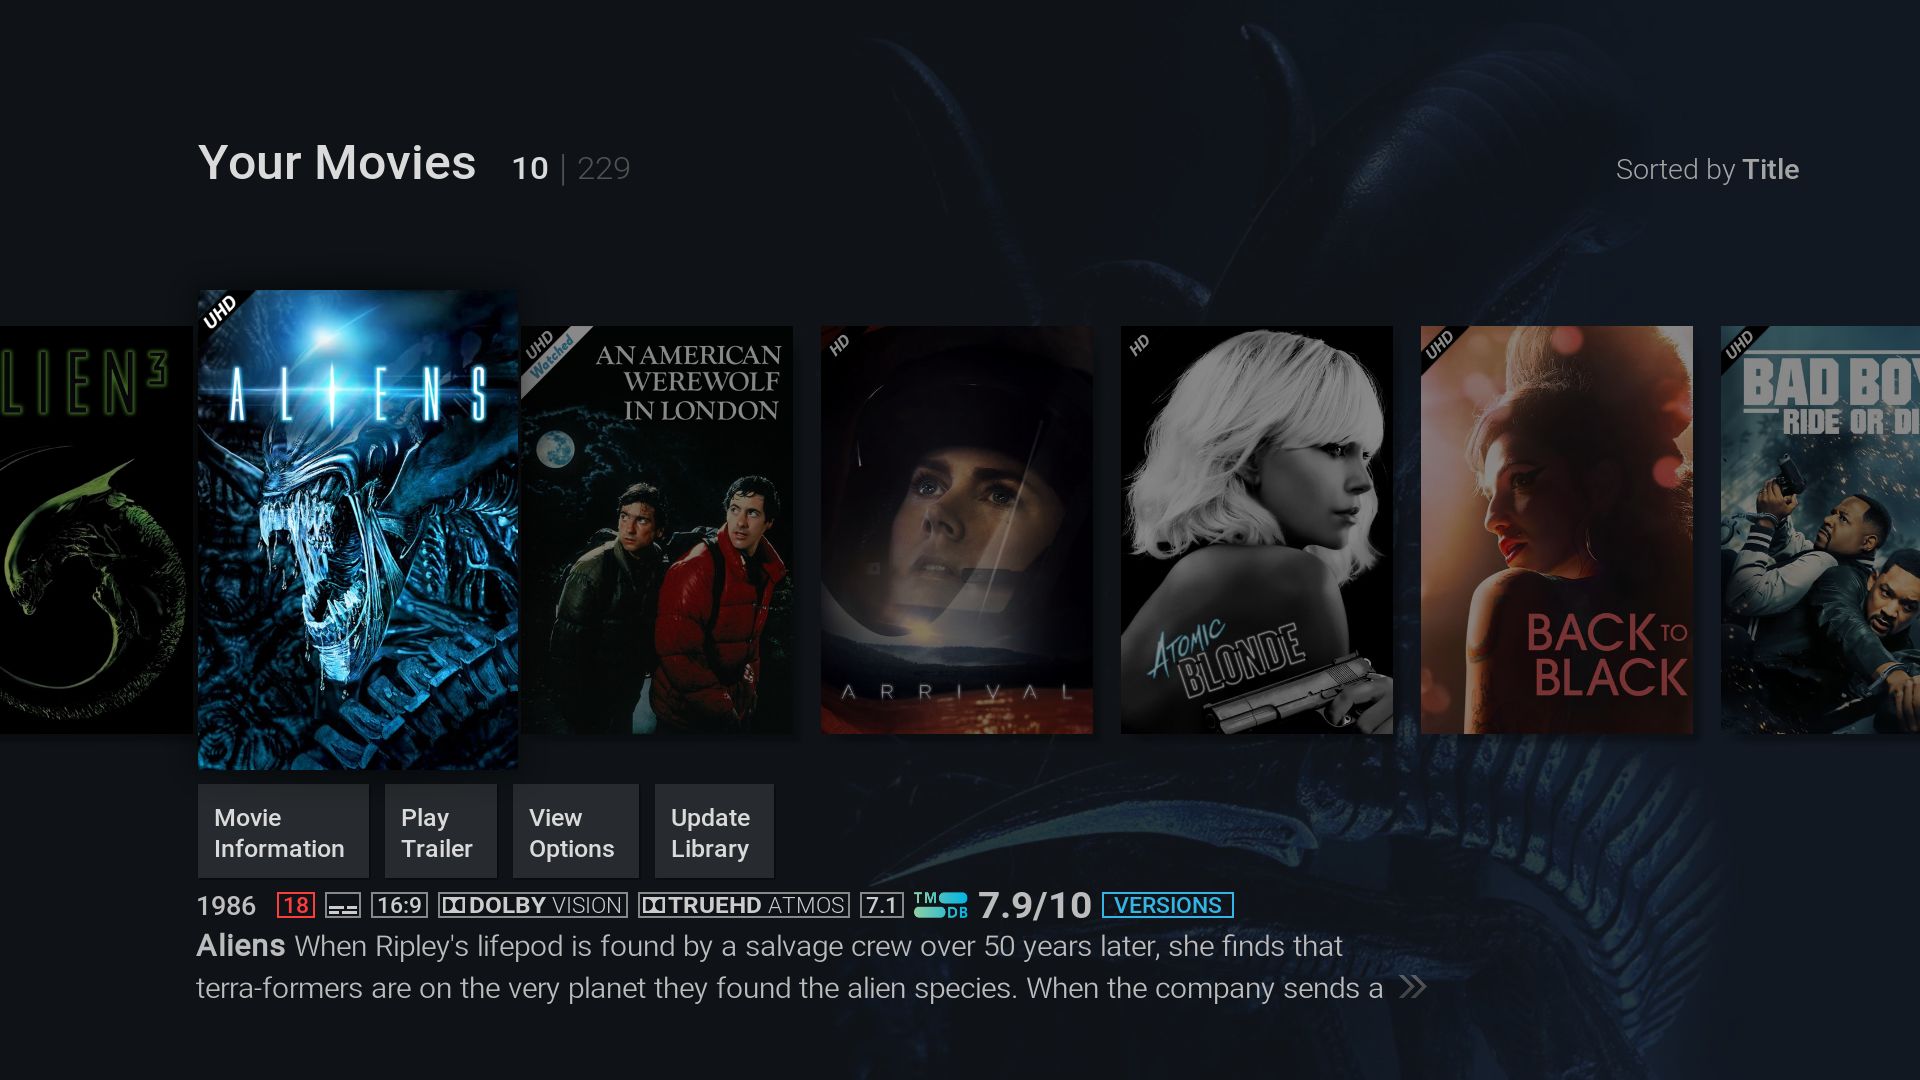 Your Movies 10 | 229
Sorted by Title
LIEN³
UHD
ALIENS
UHD
Watched
AN AMERICAN
WEREWOLF
IN LONDON
HD
ARRIVAL
HD
ATOMIC
BLONDE
UHD
BACK TO
BLACK
UHD
BAD BOY
RIDE OR DI
Movie
Information
Play
Trailer
View
Options
Update
Library
1986 18 16:9 DOLBY VISION TRUEHD ATMOS 7.1 TMDB 7.9/10 VERSIONS
Aliens When Ripley's lifepod is found by a salvage crew over 50 years later, she finds that
terra-formers are on the very planet they found the alien species. When the company sends a »